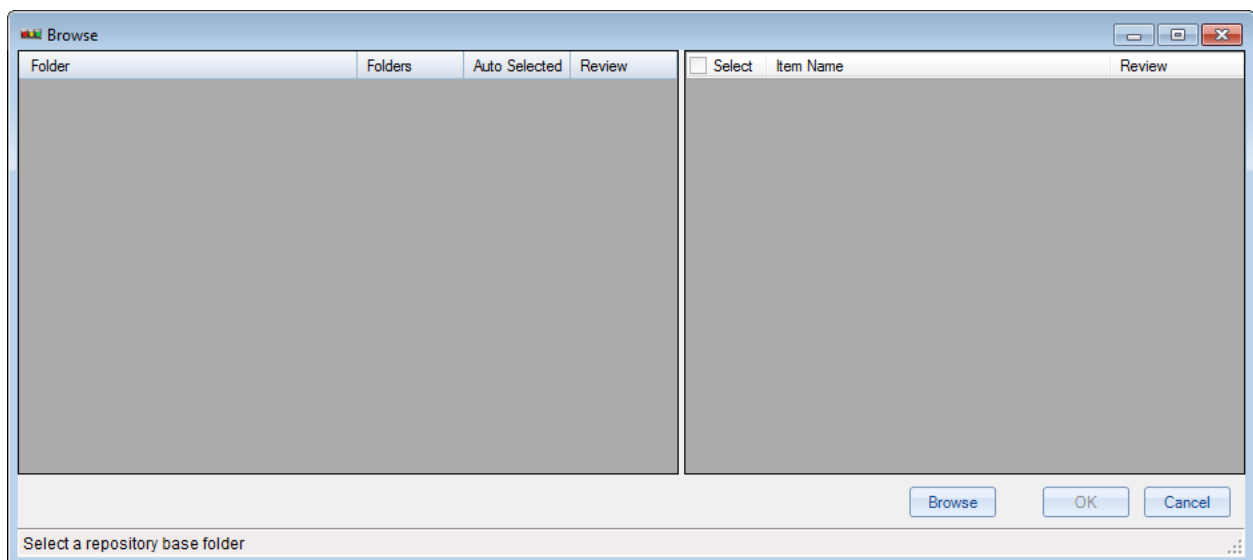 Browse
Folder Folders Auto Selected Review Select Item Name Review
Browse OK Cancel
Select a repository base folder